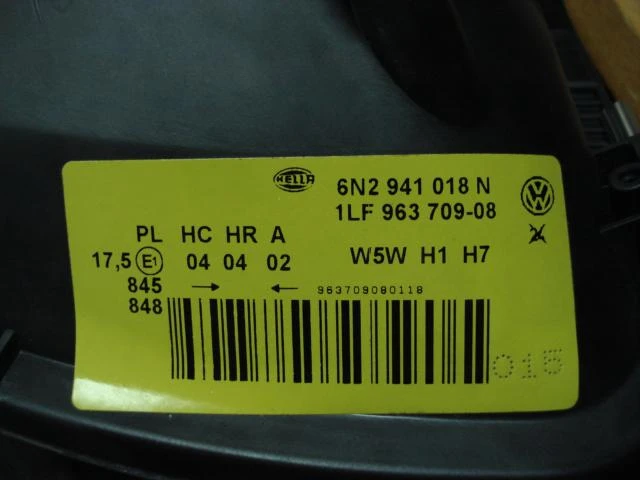 HELLA
6N2 941 018 N
1LF 963 709-08
PL HC HR A
17,5 E1 04 04 02 W5W H1 H7
845
963709080118
848
015